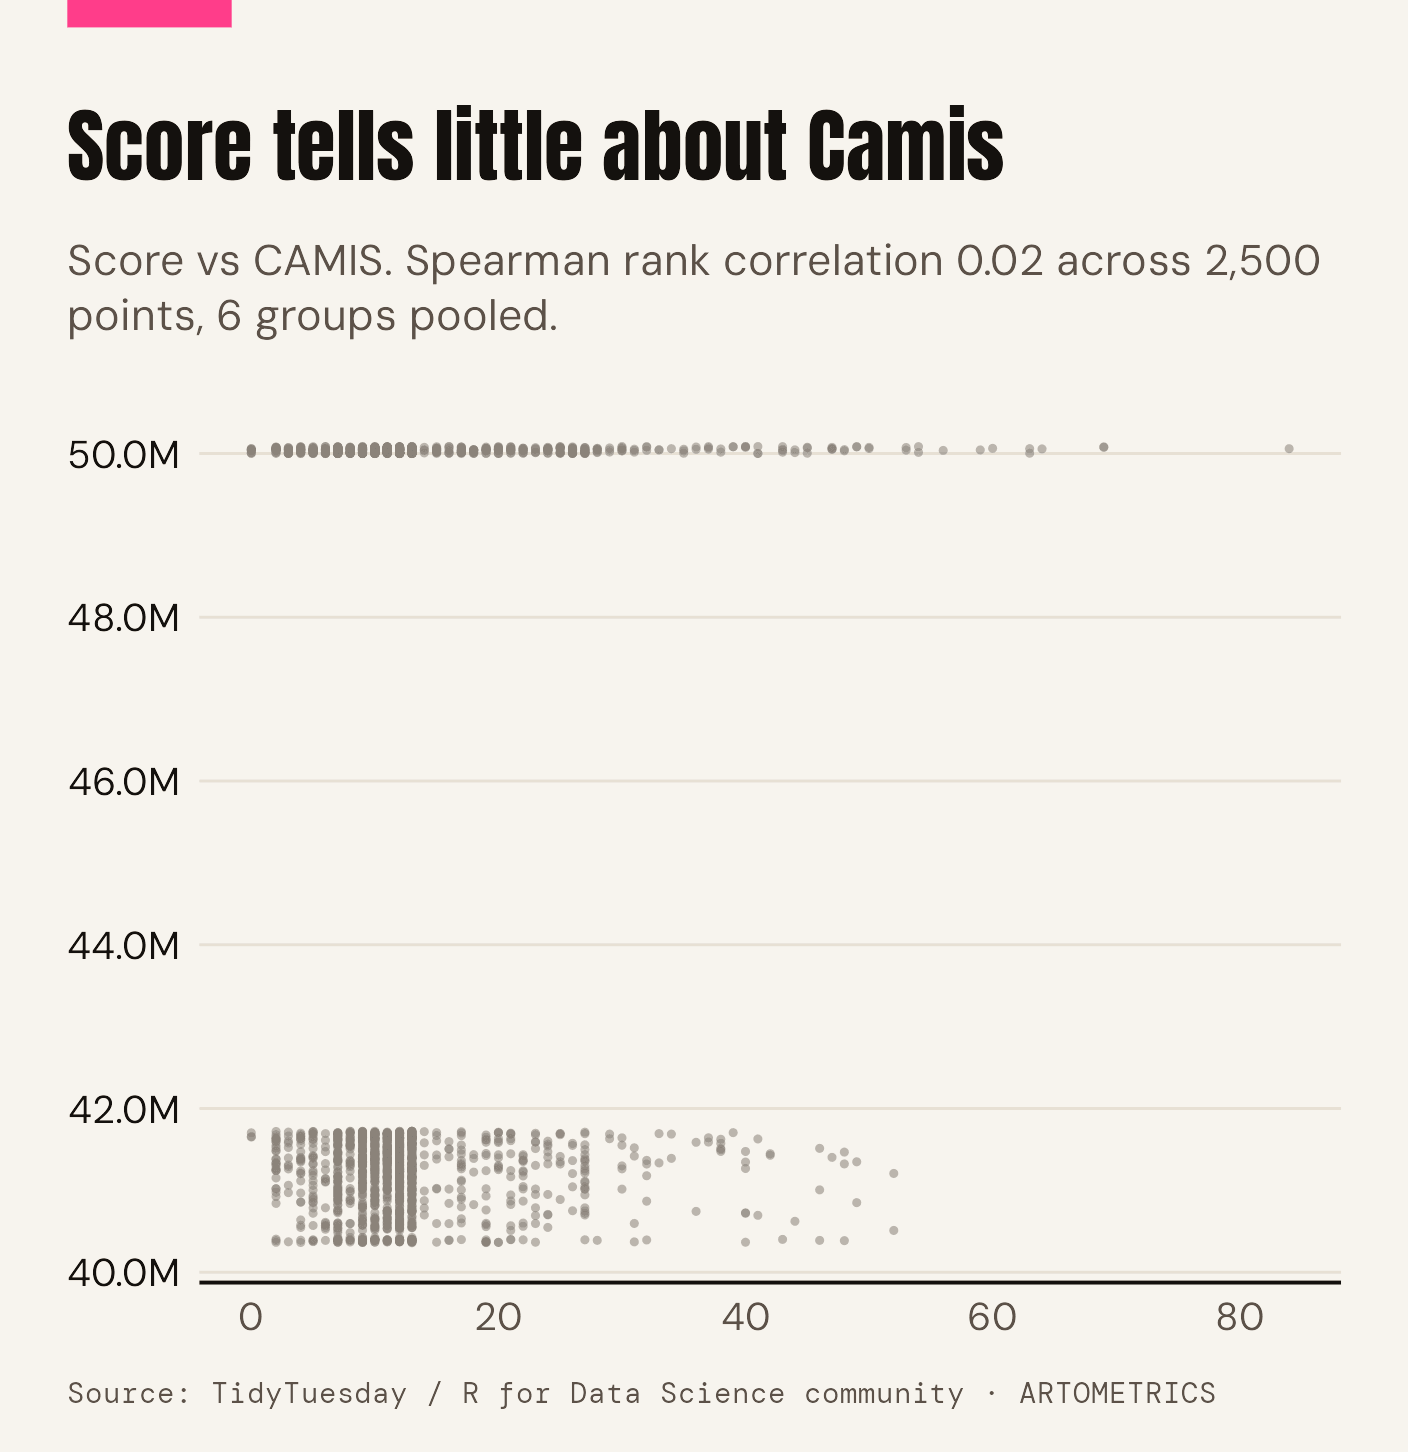 Score tells little about Camis
Score vs CAMIS. Spearman rank correlation 0.02 across 2,500
points, 6 groups pooled.
50.0M
48.0M
46.0M
44.0M
42.0M
40.0M
0 20 40 60 80
Source: TidyTuesday / R for Data Science community · ARTOMETRICS